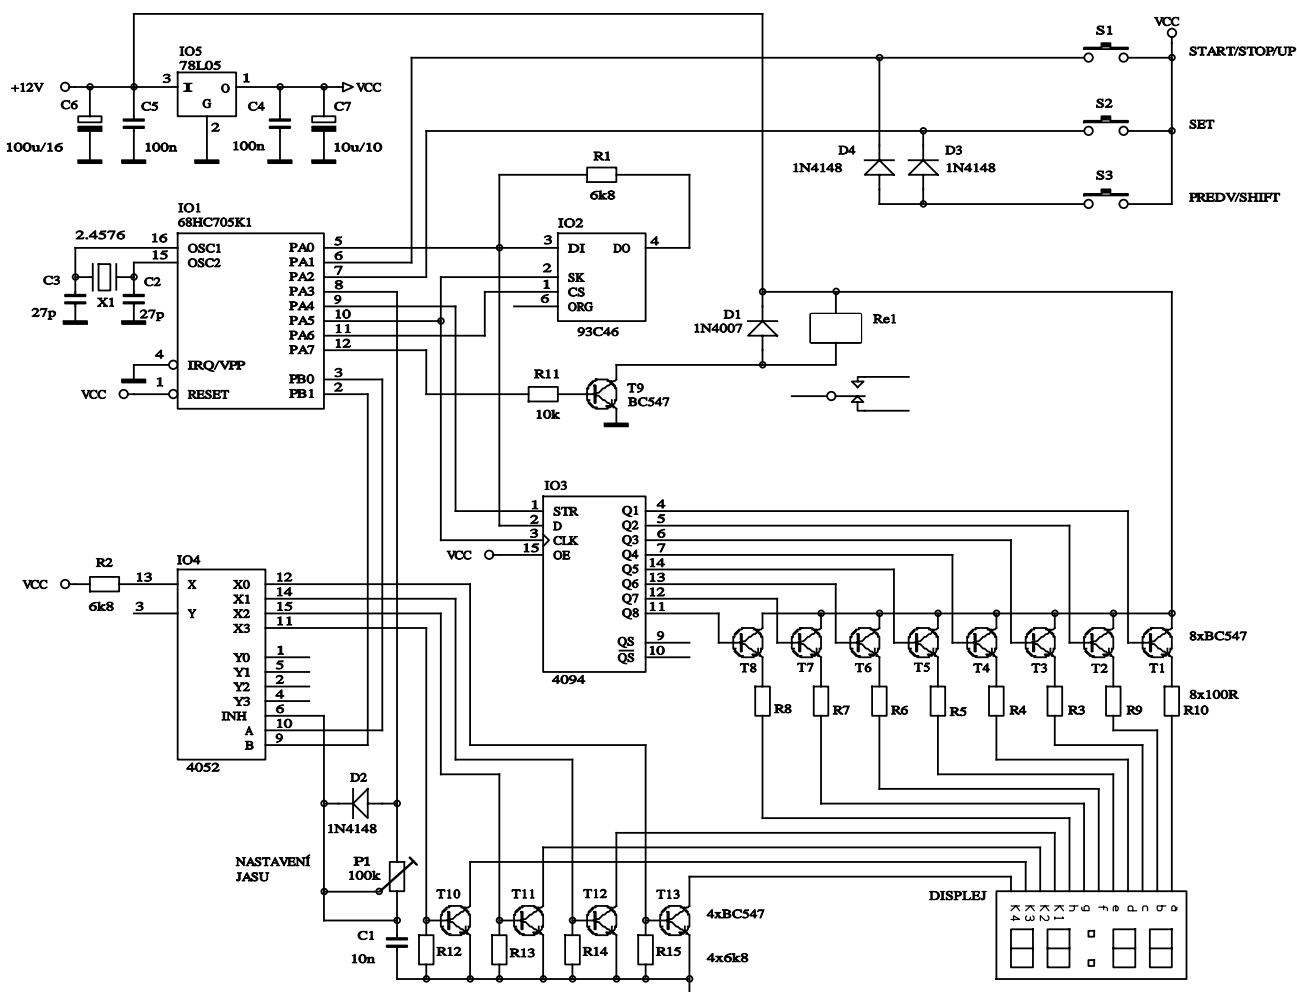 VCC
S1
START/STOP/UP
IO5
78L05
+12V
3
I
O
1
VCC
C6
C5
G
C4
C7
2
100u/16
100n
100n
10u/10
S2
SET
D4
1N4148
D3
1N4148
S3
PREDV/SHIFT
R1
6k8
IO1
68HC705K1
2.4576
16
OSC1
15
OSC2
C3
C2
X1
27p
27p
PA0
5
PA1
6
PA2
7
PA3
8
PA4
9
PA5
10
PA6
11
PA7
12
PB0
3
PB1
2
4
IRQ/VPP
VCC
1
RESET
IO2
3
DI
DO
4
2
SK
1
CS
6
ORG
93C46
D1
1N4007
Re1
R11
10k
T9
BC547
IO3
1
STR
2
D
3
CLK
VCC
15
OE
Q1
4
Q2
5
Q3
6
Q4
7
Q5
14
Q6
13
Q7
12
Q8
11
QS
9
QS
10
4094
IO4
VCC
R2
6k8
13
X
3
Y
X0
12
X1
14
X2
15
X3
11
Y0
1
Y1
5
Y2
2
Y3
4
INH
6
A
10
B
9
4052
T8
T7
T6
T5
T4
T3
T2
T1
8xBC547
R8
R7
R6
R5
R4
R3
R9
R10
8x100R
D2
1N4148
NASTAVENÍ
JASU
P1
100k
C1
10n
T10
T11
T12
T13
4xBC547
R12
R13
R14
R15
4x6k8
DISPLEJ
K4
K3
K2
K1
h
g
f
e
d
c
b
a